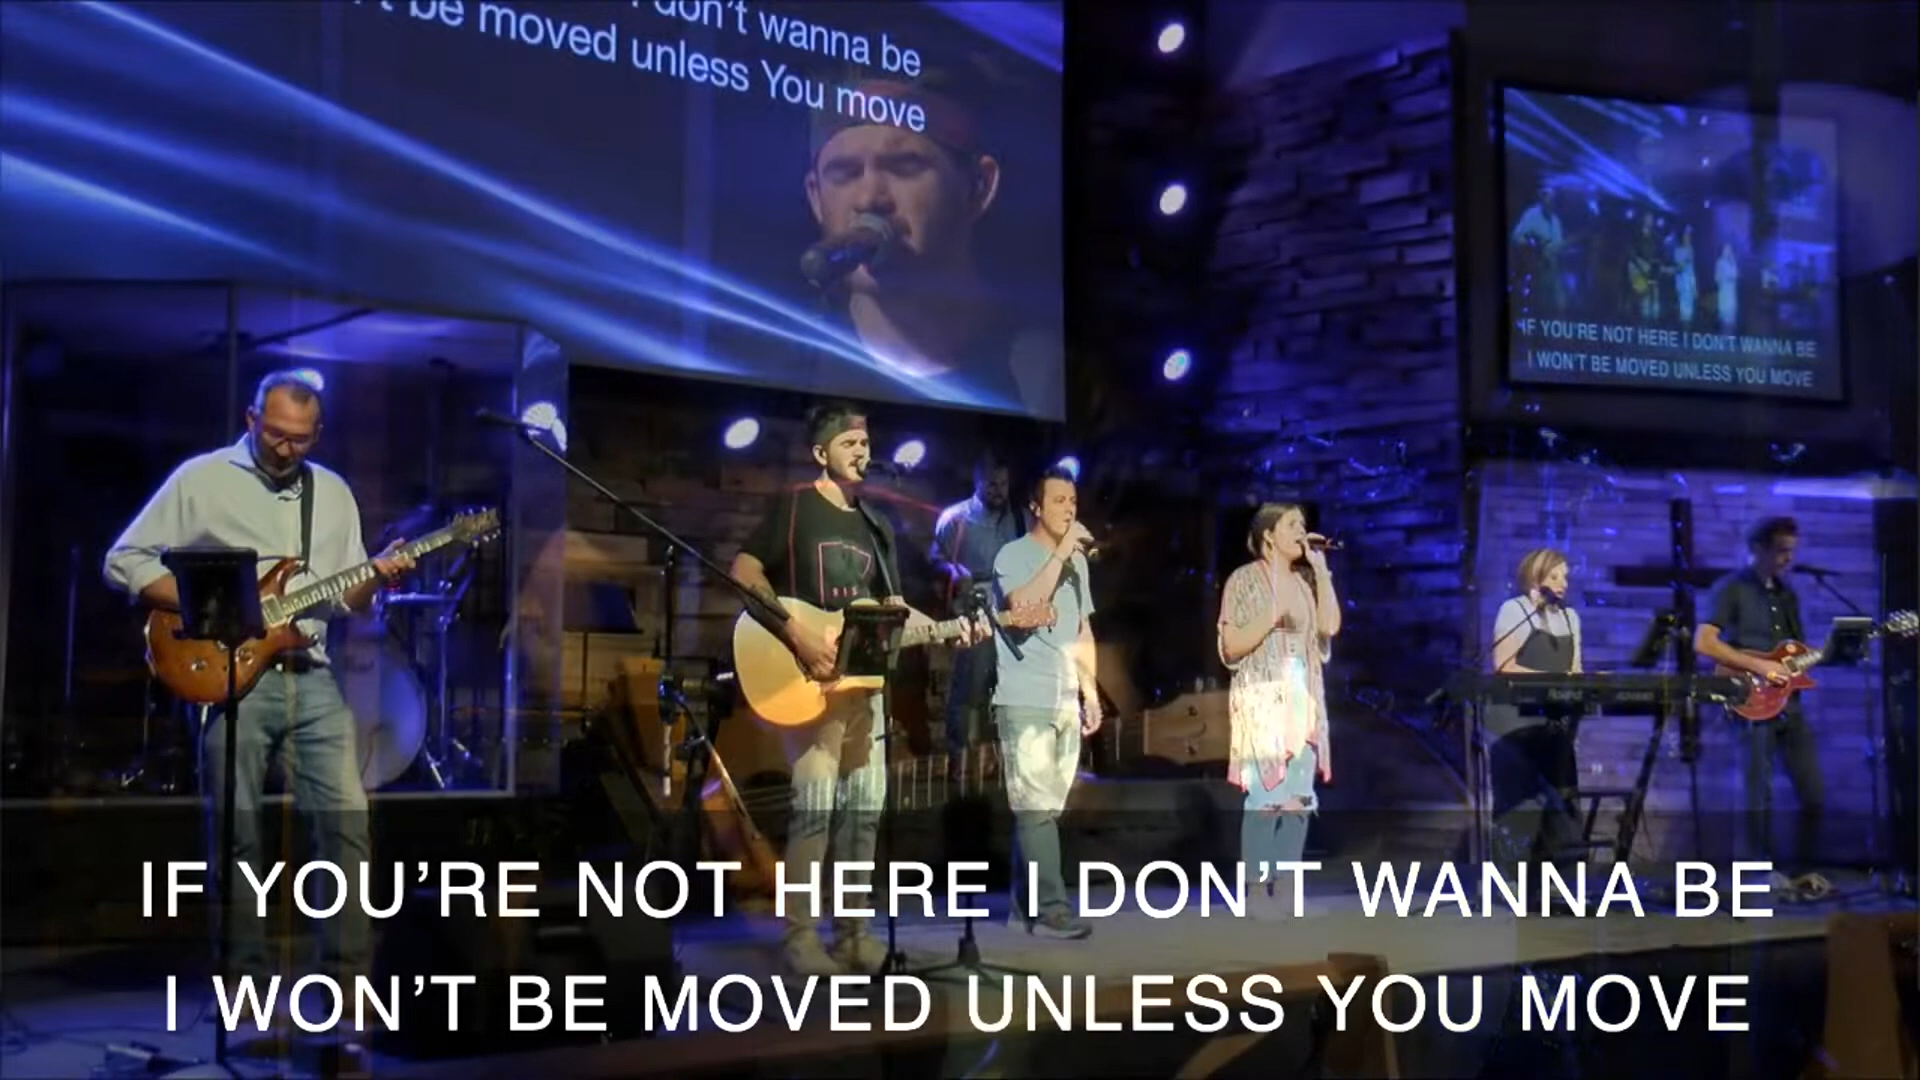 I don't wanna be
't be moved unless You move
IF YOU'RE NOT HERE I DON'T WANNA BE
I WON'T BE MOVED UNLESS YOU MOVE
Roland
IF YOU’RE NOT HERE I DON’T WANNA BE
I WON’T BE MOVED UNLESS YOU MOVE